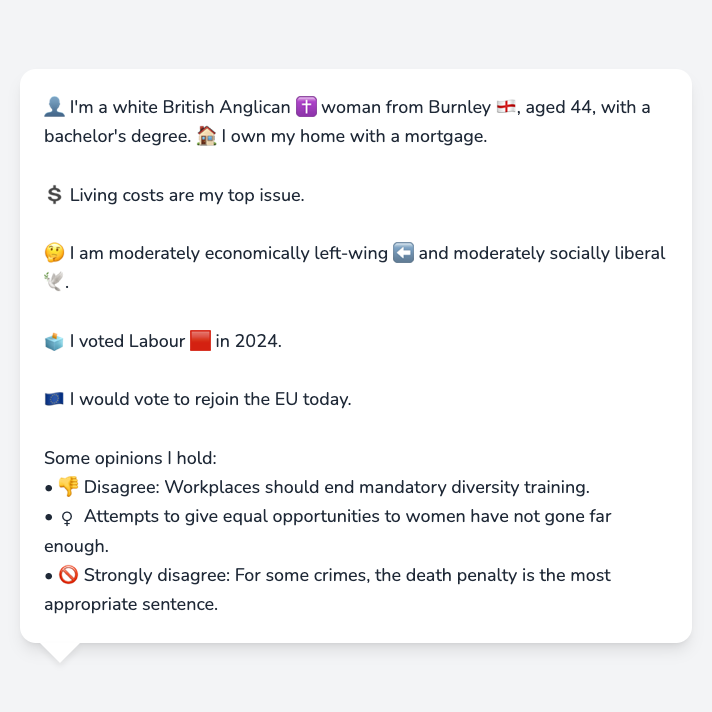 👤 I'm a white British Anglican ✝️ woman from Burnley 🏴󠁧󠁢󠁥󠁮󠁧󠁿, aged 44, with a
bachelor's degree. 🏠 I own my home with a mortgage.
💲 Living costs are my top issue.
🤔 I am moderately economically left-wing ⬅️ and moderately socially liberal
🕊️.
🗳️ I voted Labour 🟥 in 2024.
🇪🇺 I would vote to rejoin the EU today.
Some opinions I hold:
• 👎 Disagree: Workplaces should end mandatory diversity training.
• ♀️ Attempts to give equal opportunities to women have not gone far
enough.
• 🚫 Strongly disagree: For some crimes, the death penalty is the most
appropriate sentence.